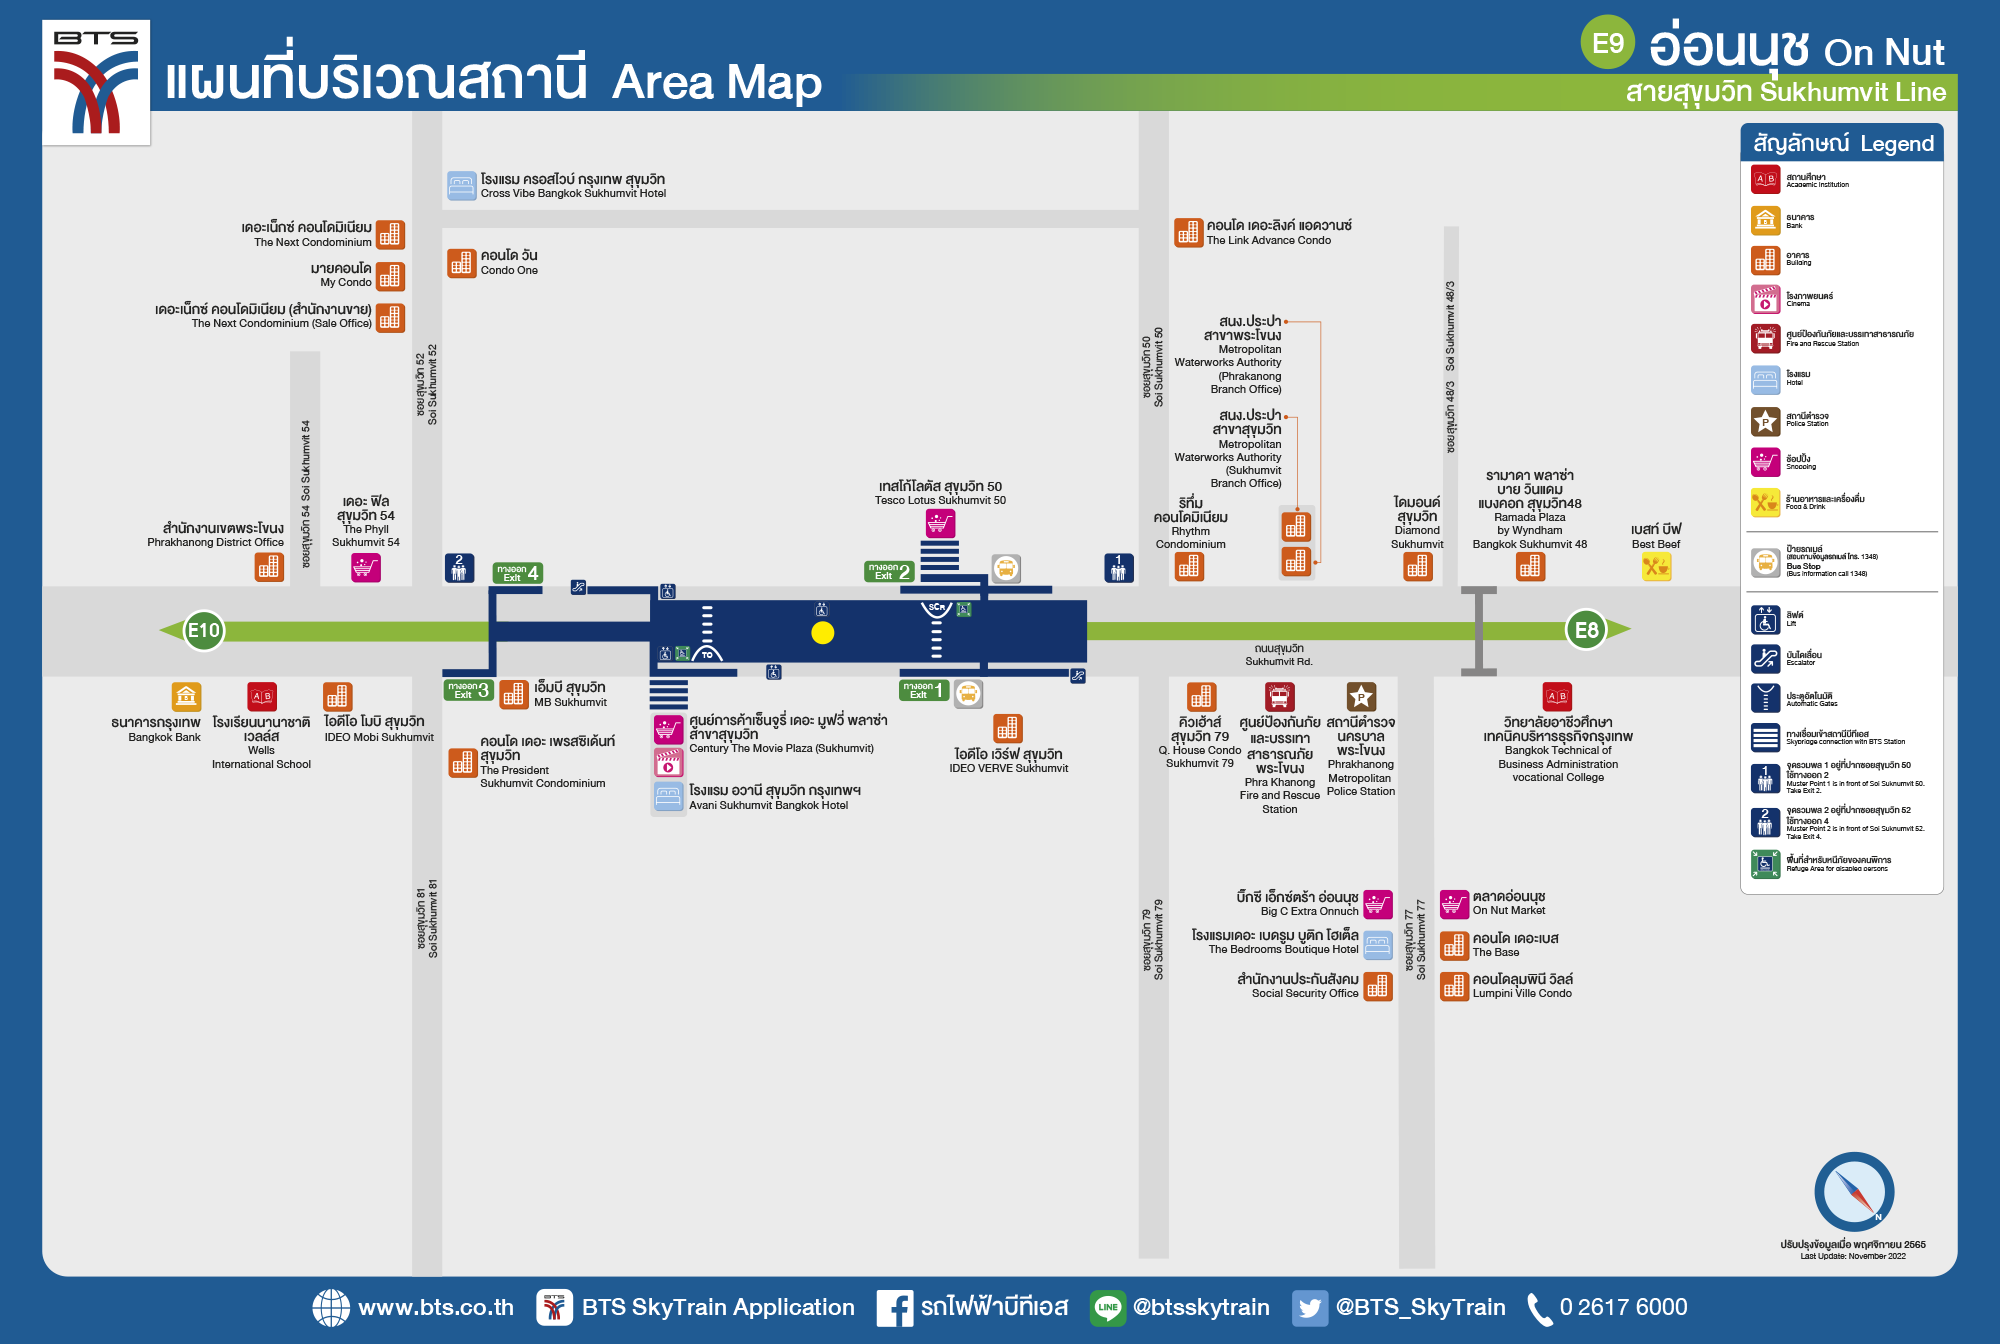 BTS
แผนที่บริเวณสถานี Area Map
E9 อ่อนนุช On Nut
สายสุขุมวิท Sukhumvit Line
โรงแรม ครอสไวบ์ กรุงเทพ สุขุมวิท
Cross Vibe Bangkok Sukhumvit Hotel
เดอะเน็กซ์ คอนโดมิเนียม
The Next Condominium
มายคอนโด
My Condo
เดอะเน็กซ์ คอนโดมิเนียม (สำนักงานขาย)
The Next Condominium (Sale Office)
คอนโด วัน
Condo One
ซอยสุขุมวิท 52
Soi Sukhumvit 52
ซอยสุขุมวิท 54 Soi Sukhumvit 54
คอนโด เดอะลิงค์ แอดวานซ์
The Link Advance Condo
ซอยสุขุมวิท 50
Soi Sukhumvit 50
ซอยสุขุมวิท 48/3 Soi Sukhumvit 48/3
สนง.ประปา
สาขาพระโขนง
Metropolitan
Waterworks Authority
(Phrakanong
Branch Office)
สนง.ประปา
สาขาสุขุมวิท
Metropolitan
Waterworks Authority
(Sukhumvit
Branch Office)
สำนักงานเขตพระโขนง
Phrakhanong District Office
เดอะ ฟิล
สุขุมวิท 54
The Phyll
Sukhumvit 54
เทสโก้โลตัส สุขุมวิท 50
Tesco Lotus Sukhumvit 50
ริทึ่ม
คอนโดมิเนียม
Rhythm
Condominium
ไดมอนด์
สุขุมวิท
Diamond
Sukhumvit
รามาดา พลาซ่า
บาย วินแดม
แบงคอก สุขุมวิท48
Ramada Plaza
by Wyndham
Bangkok Sukhumvit 48
เบสท์ บีฟ
Best Beef
2
ทางออก
Exit 4
ทางออก
Exit 2
1
E10
TO
SCR
E8
ถนนสุขุมวิท
Sukhumvit Rd.
ทางออก
Exit 3
ทางออก
Exit 1
ธนาคารกรุงเทพ
Bangkok Bank
A B
โรงเรียนนานาชาติ
เวลล์ส
Wells
International School
ไอดีโอ โมบิ สุขุมวิท
IDEO Mobi Sukhumvit
เอ็มบี สุขุมวิท
MB Sukhumvit
คอนโด เดอะ เพรสซิเด้นท์
สุขุมวิท
The President
Sukhumvit Condominium
ศูนย์การค้าเซ็นจูรี่ เดอะ มูฟวี่ พลาซ่า
สาขาสุขุมวิท
Century The Movie Plaza (Sukhumvit)
โรงแรม อวานี สุขุมวิท กรุงเทพฯ
Avani Sukhumvit Bangkok Hotel
ไอดีโอ เวิร์ฟ สุขุมวิท
IDEO VERVE Sukhumvit
คิวเฮ้าส์
สุขุมวิท 79
Q. House Condo
Sukhumvit 79
ศูนย์ป้องกันภัย
และบรรเทา
สาธารณภัย
พระโขนง
Phra Khanong
Fire and Rescue
Station
P
สถานีตำรวจ
นครบาล
พระโขนง
Phrakhanong
Metropolitan
Police Station
A B
วิทยาลัยอาชีวศึกษา
เทคนิคบริหารธุรกิจกรุงเทพ
Bangkok Technical of
Business Administration
vocational College
ซอยสุขุมวิท 81
Soi Sukhumvit 81
ซอยสุขุมวิท 79
Soi Sukhumvit 79
ซอยสุขุมวิท 77
Soi Sukhumvit 77
บิ๊กซี เอ็กซ์ตร้า อ่อนนุช
Big C Extra Onnuch
โรงแรมเดอะ เบดรูม บูติก โฮเต็ล
The Bedrooms Boutique Hotel
สำนักงานประกันสังคม
Social Security Office
ตลาดอ่อนนุช
On Nut Market
คอนโด เดอะเบส
The Base
คอนโดลุมพินี วิลล์
Lumpini Ville Condo
สัญลักษณ์ Legend
A B
สถานศึกษา
Academic Institution
ธนาคาร
Bank
อาคาร
Building
โรงภาพยนตร์
Cinema
ศูนย์ป้องกันภัยและบรรเทาสาธารณภัย
Fire and Rescue Station
โรงแรม
Hotel
P
สถานีตำรวจ
Police Station
ช้อปปิ้ง
Shopping
ร้านอาหารและเครื่องดื่ม
Food & Drink
ป้ายรถเมล์
(สอบถามข้อมูลรถเมล์ โทร. 1348)
Bus Stop
(Bus information call 1348)
ลิฟต์
Lift
บันไดเลื่อน
Escalator
ประตูอัตโนมัติ
Automatic Gates
ทางเชื่อมเข้าสถานีบีทีเอส
Skybridge connection with BTS Station
1
จุดรวมพล 1 อยู่ที่ปากซอยสุขุมวิท 50
ใช้ทางออก 2
Muster Point 1 is in front of Soi Sukhumvit 50.
Take Exit 2.
2
จุดรวมพล 2 อยู่ที่ปากซอยสุขุมวิท 52
ใช้ทางออก 4
Muster Point 2 is in front of Soi Sukhumvit 52.
Take Exit 4.
พื้นที่สำหรับหนีภัยของคนพิการ
Refuge Area for disabled persons
N
ปรับปรุงข้อมูลเมื่อ พฤศจิกายน 2565
Last Update: November 2022
www.bts.co.th
BTS
BTS SkyTrain Application
รถไฟฟ้าบีทีเอส
LINE
@btsskytrain
@BTS_SkyTrain
0 2617 6000